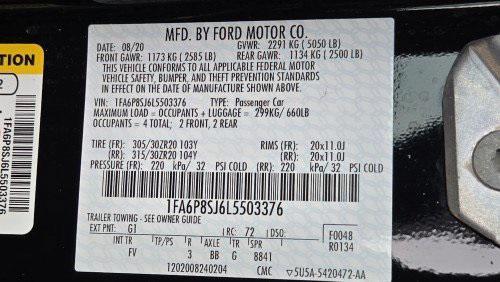 TION
2
1FA6P8SJ6L5503376
MFD. BY FORD MOTOR CO.
DATE: 08/20 GVWR: 2291 KG ( 5050 LB)
FRONT GAWR: 1173 KG ( 2585 LB) REAR GAWR: 1134 KG ( 2500 LB)
THIS VEHICLE CONFORMS TO ALL APPLICABLE FEDERAL MOTOR
VEHICLE SAFETY, BUMPER, AND THEFT PREVENTION STANDARDS
IN EFFECT ON THE DATE OF MANUFACTURE SHOWN ABOVE.
VIN: 1FA6P8SJ6L5503376 TYPE: Passenger Car
MAXIMUM LOAD = OCCUPANTS + LUGGAGE = 299KG/ 660LB
OCCUPANTS = 4 TOTAL; 2 FRONT, 2 REAR
TIRE (FR): 305/30ZR20 103Y RIMS (FR): 20x11.0J
(RR): 315/30ZR20 104Y (RR): 20x11.0J
PRESSURE (FR): 220 kPa/ 32 PSI COLD (RR): 220 kPa/ 32 PSI COLD
1FA6P8SJ6L5503376
TRAILER TOWING - SEE OWNER GUIDE
EXT PNT: G1 RC: 72 DSO: F0048
R0134
INT TR TP/PS R AXLE TR SPR
FV 3 BB G 8841
1202008240204 CMC ▽5U5A-5420472-AA